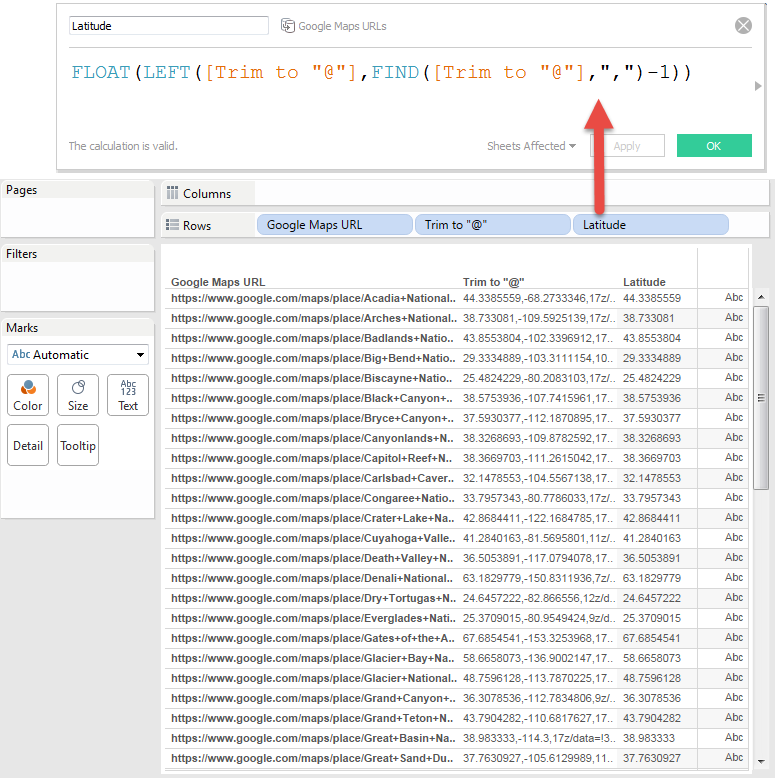 Latitude Google Maps URLs
FLOAT(LEFT([Trim to "@"],FIND([Trim to "@"],",")-1))
The calculation is valid. Sheets Affected Apply OK
Pages
Columns
Rows Google Maps URL Trim to "@" Latitude
Filters
Marks
Abc Automatic
Color Size Abc 123 Text
Detail Tooltip
Google Maps URL Trim to "@" Latitude
https://www.google.com/maps/place/Acadia+National.. 44.3385559,-68.2733346,17z/.. 44.3385559 Abc
https://www.google.com/maps/place/Arches+National.. 38.733081,-109.5925139,17z/.. 38.733081 Abc
https://www.google.com/maps/place/Badlands+Natio.. 43.8553804,-102.3396912,17.. 43.8553804 Abc
https://www.google.com/maps/place/Big+Bend+Natio.. 29.3334889,-103.3111154,10.. 29.3334889 Abc
https://www.google.com/maps/place/Biscayne+Natio.. 25.4824229,-80.2083103,17z/.. 25.4824229 Abc
https://www.google.com/maps/place/Black+Canyon+.. 38.5753936,-107.7415961,17.. 38.5753936 Abc
https://www.google.com/maps/place/Bryce+Canyon+.. 37.5930377,-112.1870895,17.. 37.5930377 Abc
https://www.google.com/maps/place/Canyonlands+N.. 38.3268693,-109.8782592,17.. 38.3268693 Abc
https://www.google.com/maps/place/Capitol+Reef+N.. 38.3669703,-111.2615042,17.. 38.3669703 Abc
https://www.google.com/maps/place/Carlsbad+Caver.. 32.1478553,-104.5567138,17.. 32.1478553 Abc
https://www.google.com/maps/place/Congaree+Natio.. 33.7957343,-80.7786033,17z/.. 33.7957343 Abc
https://www.google.com/maps/place/Crater+Lake+Na.. 42.8684411,-122.1684785,17.. 42.8684411 Abc
https://www.google.com/maps/place/Cuyahoga+Valle.. 41.2840163,-81.5695801,11z/.. 41.2840163 Abc
https://www.google.com/maps/place/Death+Valley+N.. 36.5053891,-117.0794078,17.. 36.5053891 Abc
https://www.google.com/maps/place/Denali+National.. 63.1829779,-150.8311936,7z/.. 63.1829779 Abc
https://www.google.com/maps/place/Dry+Tortugas+N.. 24.6457222,-82.866556,12z/d.. 24.6457222 Abc
https://www.google.com/maps/place/Everglades+Nati.. 25.3709015,-80.9549424,9z/d.. 25.3709015 Abc
https://www.google.com/maps/place/Gates+of+the+A.. 67.6854541,-153.3253968,17.. 67.6854541 Abc
https://www.google.com/maps/place/Glacier+Bay+Na.. 58.6658073,-136.9002147,17.. 58.6658073 Abc
https://www.google.com/maps/place/Glacier+National.. 48.7596128,-113.7870225,17.. 48.7596128 Abc
https://www.google.com/maps/place/Grand+Canyon+.. 36.3078536,-112.7834806,9z/.. 36.3078536 Abc
https://www.google.com/maps/place/Grand+Teton+N.. 43.7904282,-110.6817627,17.. 43.7904282 Abc
https://www.google.com/maps/place/Great+Basin+Na.. 38.983333,-114.3,17z/data=!3.. 38.983333 Abc
https://www.google.com/maps/place/Great+Sand+Du.. 37.7630927,-105.6129989,11.. 37.7630927 Abc